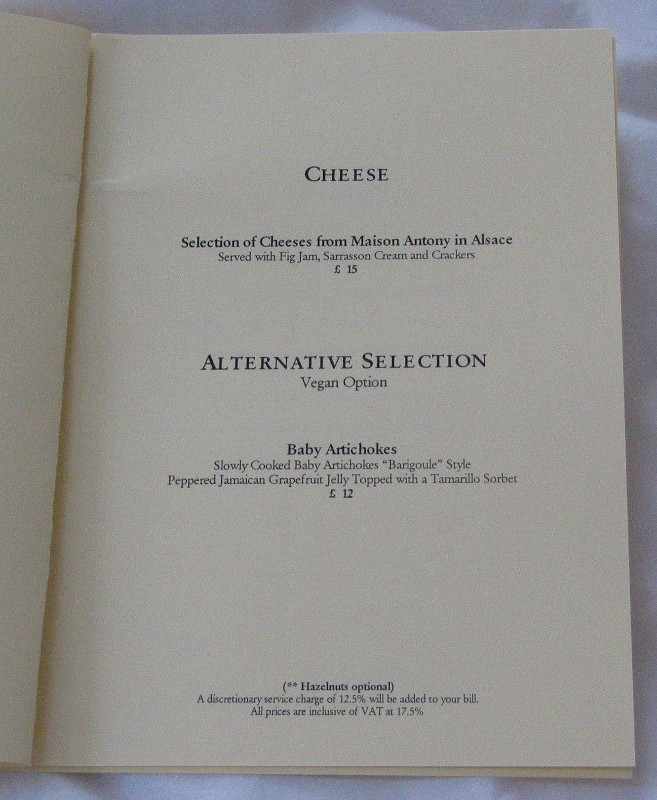 CHEESE
Selection of Cheeses from Maison Antony in Alsace
Served with Fig Jam, Sarrasson Cream and Crackers
£ 15
ALTERNATIVE SELECTION
Vegan Option
Baby Artichokes
Slowly Cooked Baby Artichokes “Barigoule” Style
Peppered Jamaican Grapefruit Jelly Topped with a Tamarillo Sorbet
£ 12
(** Hazelnuts optional)
A discretionary service charge of 12.5% will be added to your bill.
All prices are inclusive of VAT at 17.5%